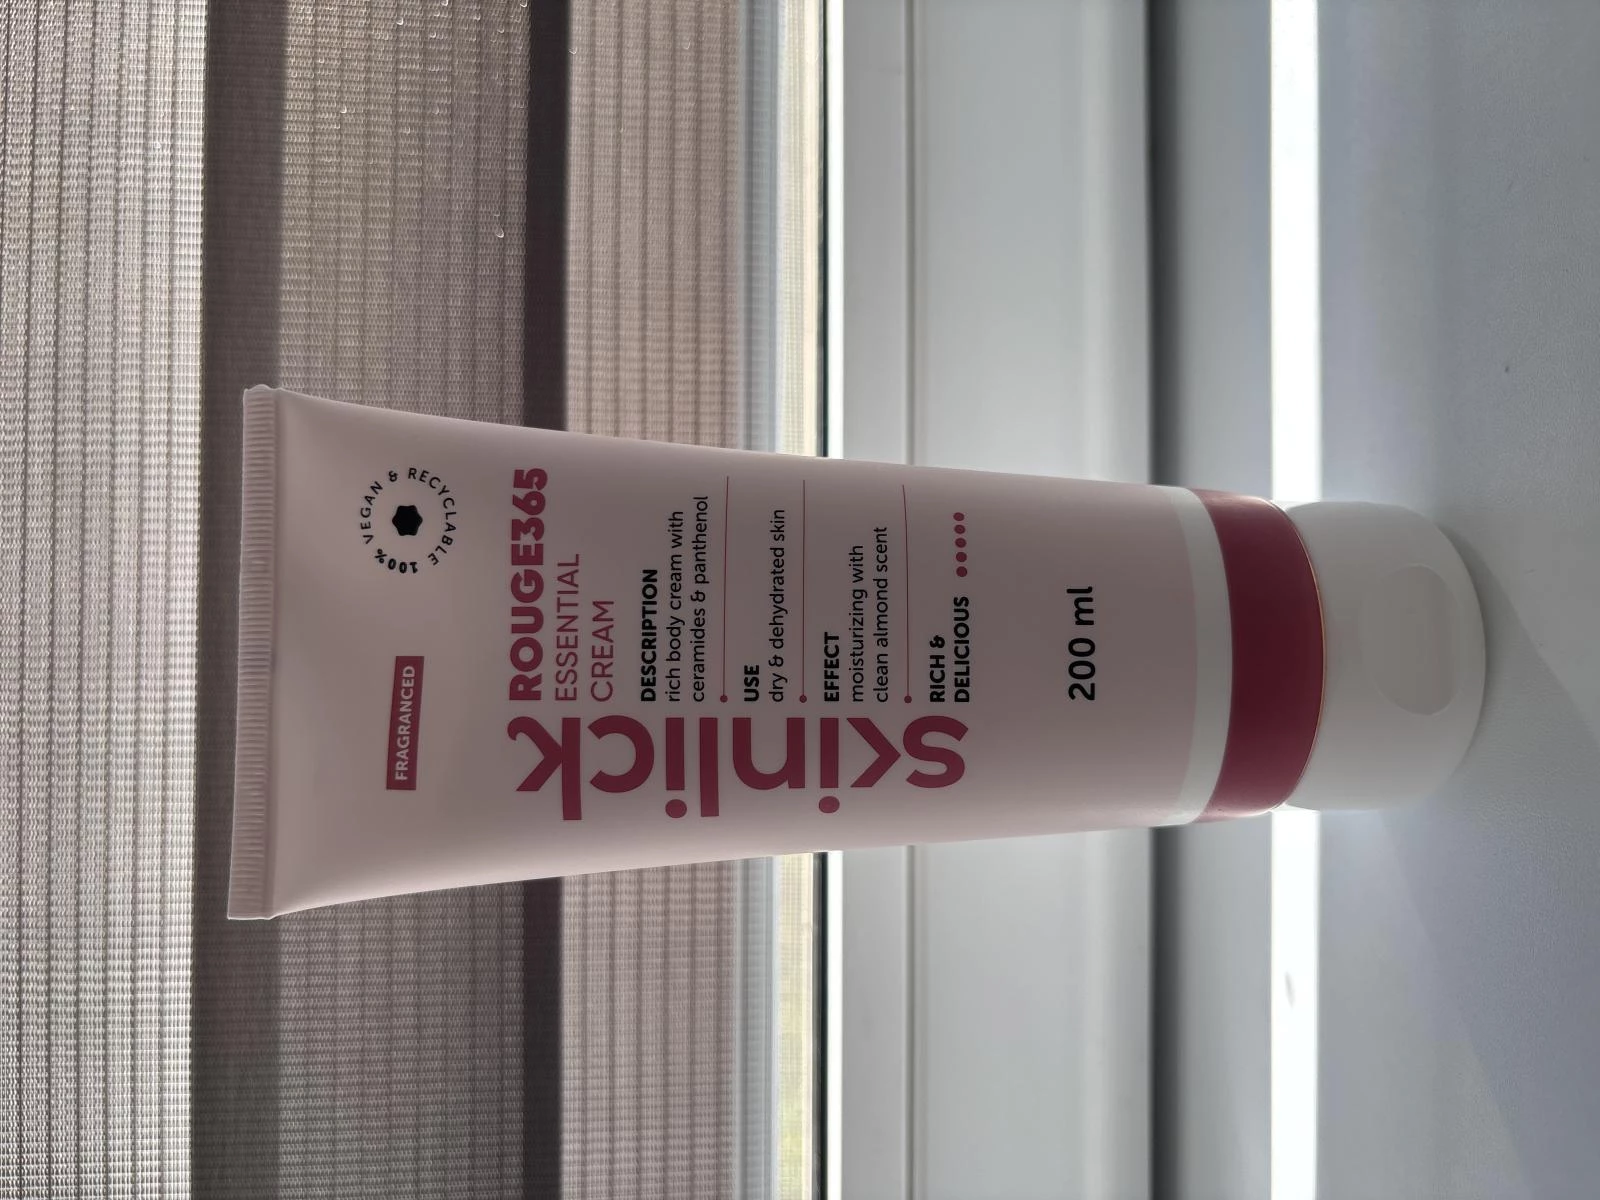 100% VEGAN & RECYCLABLE
FRAGRANCED
skinlick
ROUGE365
ESSENTIAL
CREAM
DESCRIPTION
rich body cream with
ceramides & panthenol
USE
dry & dehydrated skin
EFFECT
moisturizing with
clean almond scent
RICH &
DELICIOUS
200 ml